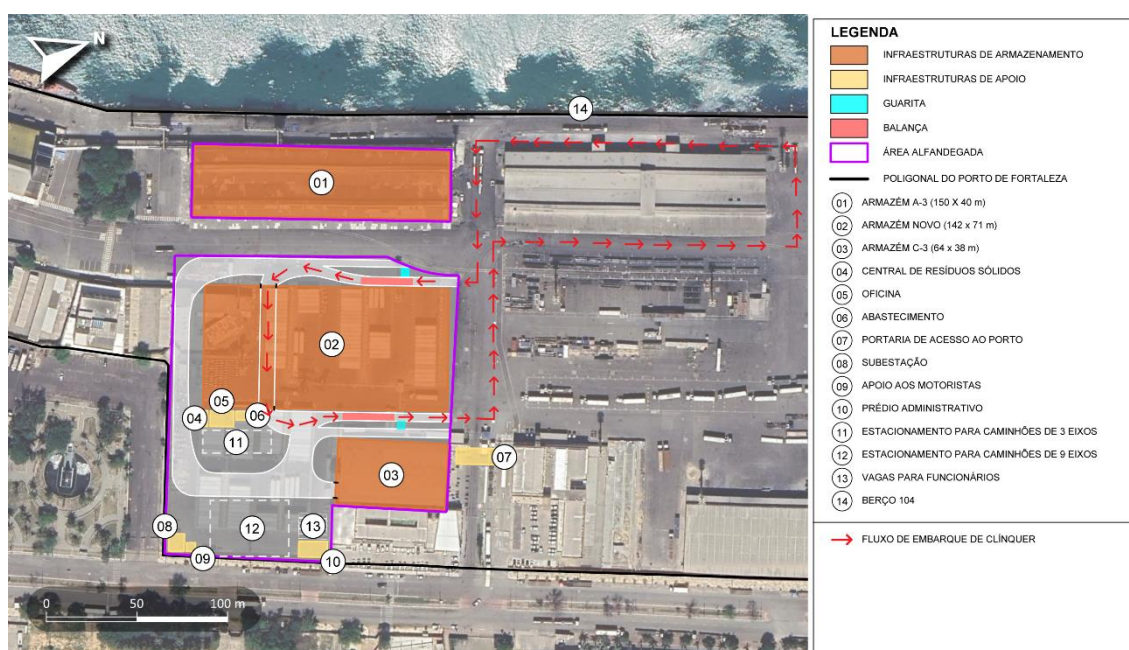 N
14
01
02
03
04
05
06
07
08
09
10
11
12
13
0 50 100 m
LEGENDA
INFRAESTRUTURAS DE ARMAZENAMENTO
INFRAESTRUTURAS DE APOIO
GUARITA
BALANÇA
ÁREA ALFANDEGADA
POLIGONAL DO PORTO DE FORTALEZA
01 ARMAZÉM A-3 (150 X 40 m)
02 ARMAZÉM NOVO (142 x 71 m)
03 ARMAZÉM C-3 (64 x 38 m)
04 CENTRAL DE RESÍDUOS SÓLIDOS
05 OFICINA
06 ABASTECIMENTO
07 PORTARIA DE ACESSO AO PORTO
08 SUBESTAÇÃO
09 APOIO AOS MOTORISTAS
10 PRÉDIO ADMINISTRATIVO
11 ESTACIONAMENTO PARA CAMINHÕES DE 3 EIXOS
12 ESTACIONAMENTO PARA CAMINHÕES DE 9 EIXOS
13 VAGAS PARA FUNCIONÁRIOS
14 BERÇO 104
FLUXO DE EMBARQUE DE CLÍNQUER